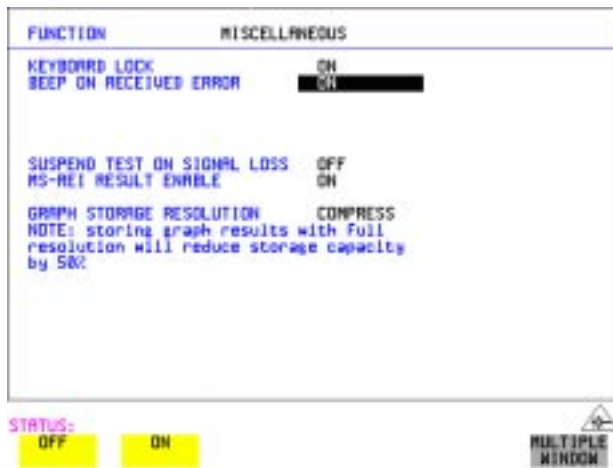 FUNCTION MISCELLANEOUS
KEYBOARD LOCK ON
BEEP ON RECEIVED ERROR ON
SUSPEND TEST ON SIGNAL LOSS OFF
MS-REI RESULT ENABLE ON
GRAPH STORAGE RESOLUTION COMPRESS
NOTE: storing graph results with Full
resolution will reduce storage capacity
by 50%
STATUS:
OFF ON MULTIPLE
WINDOW